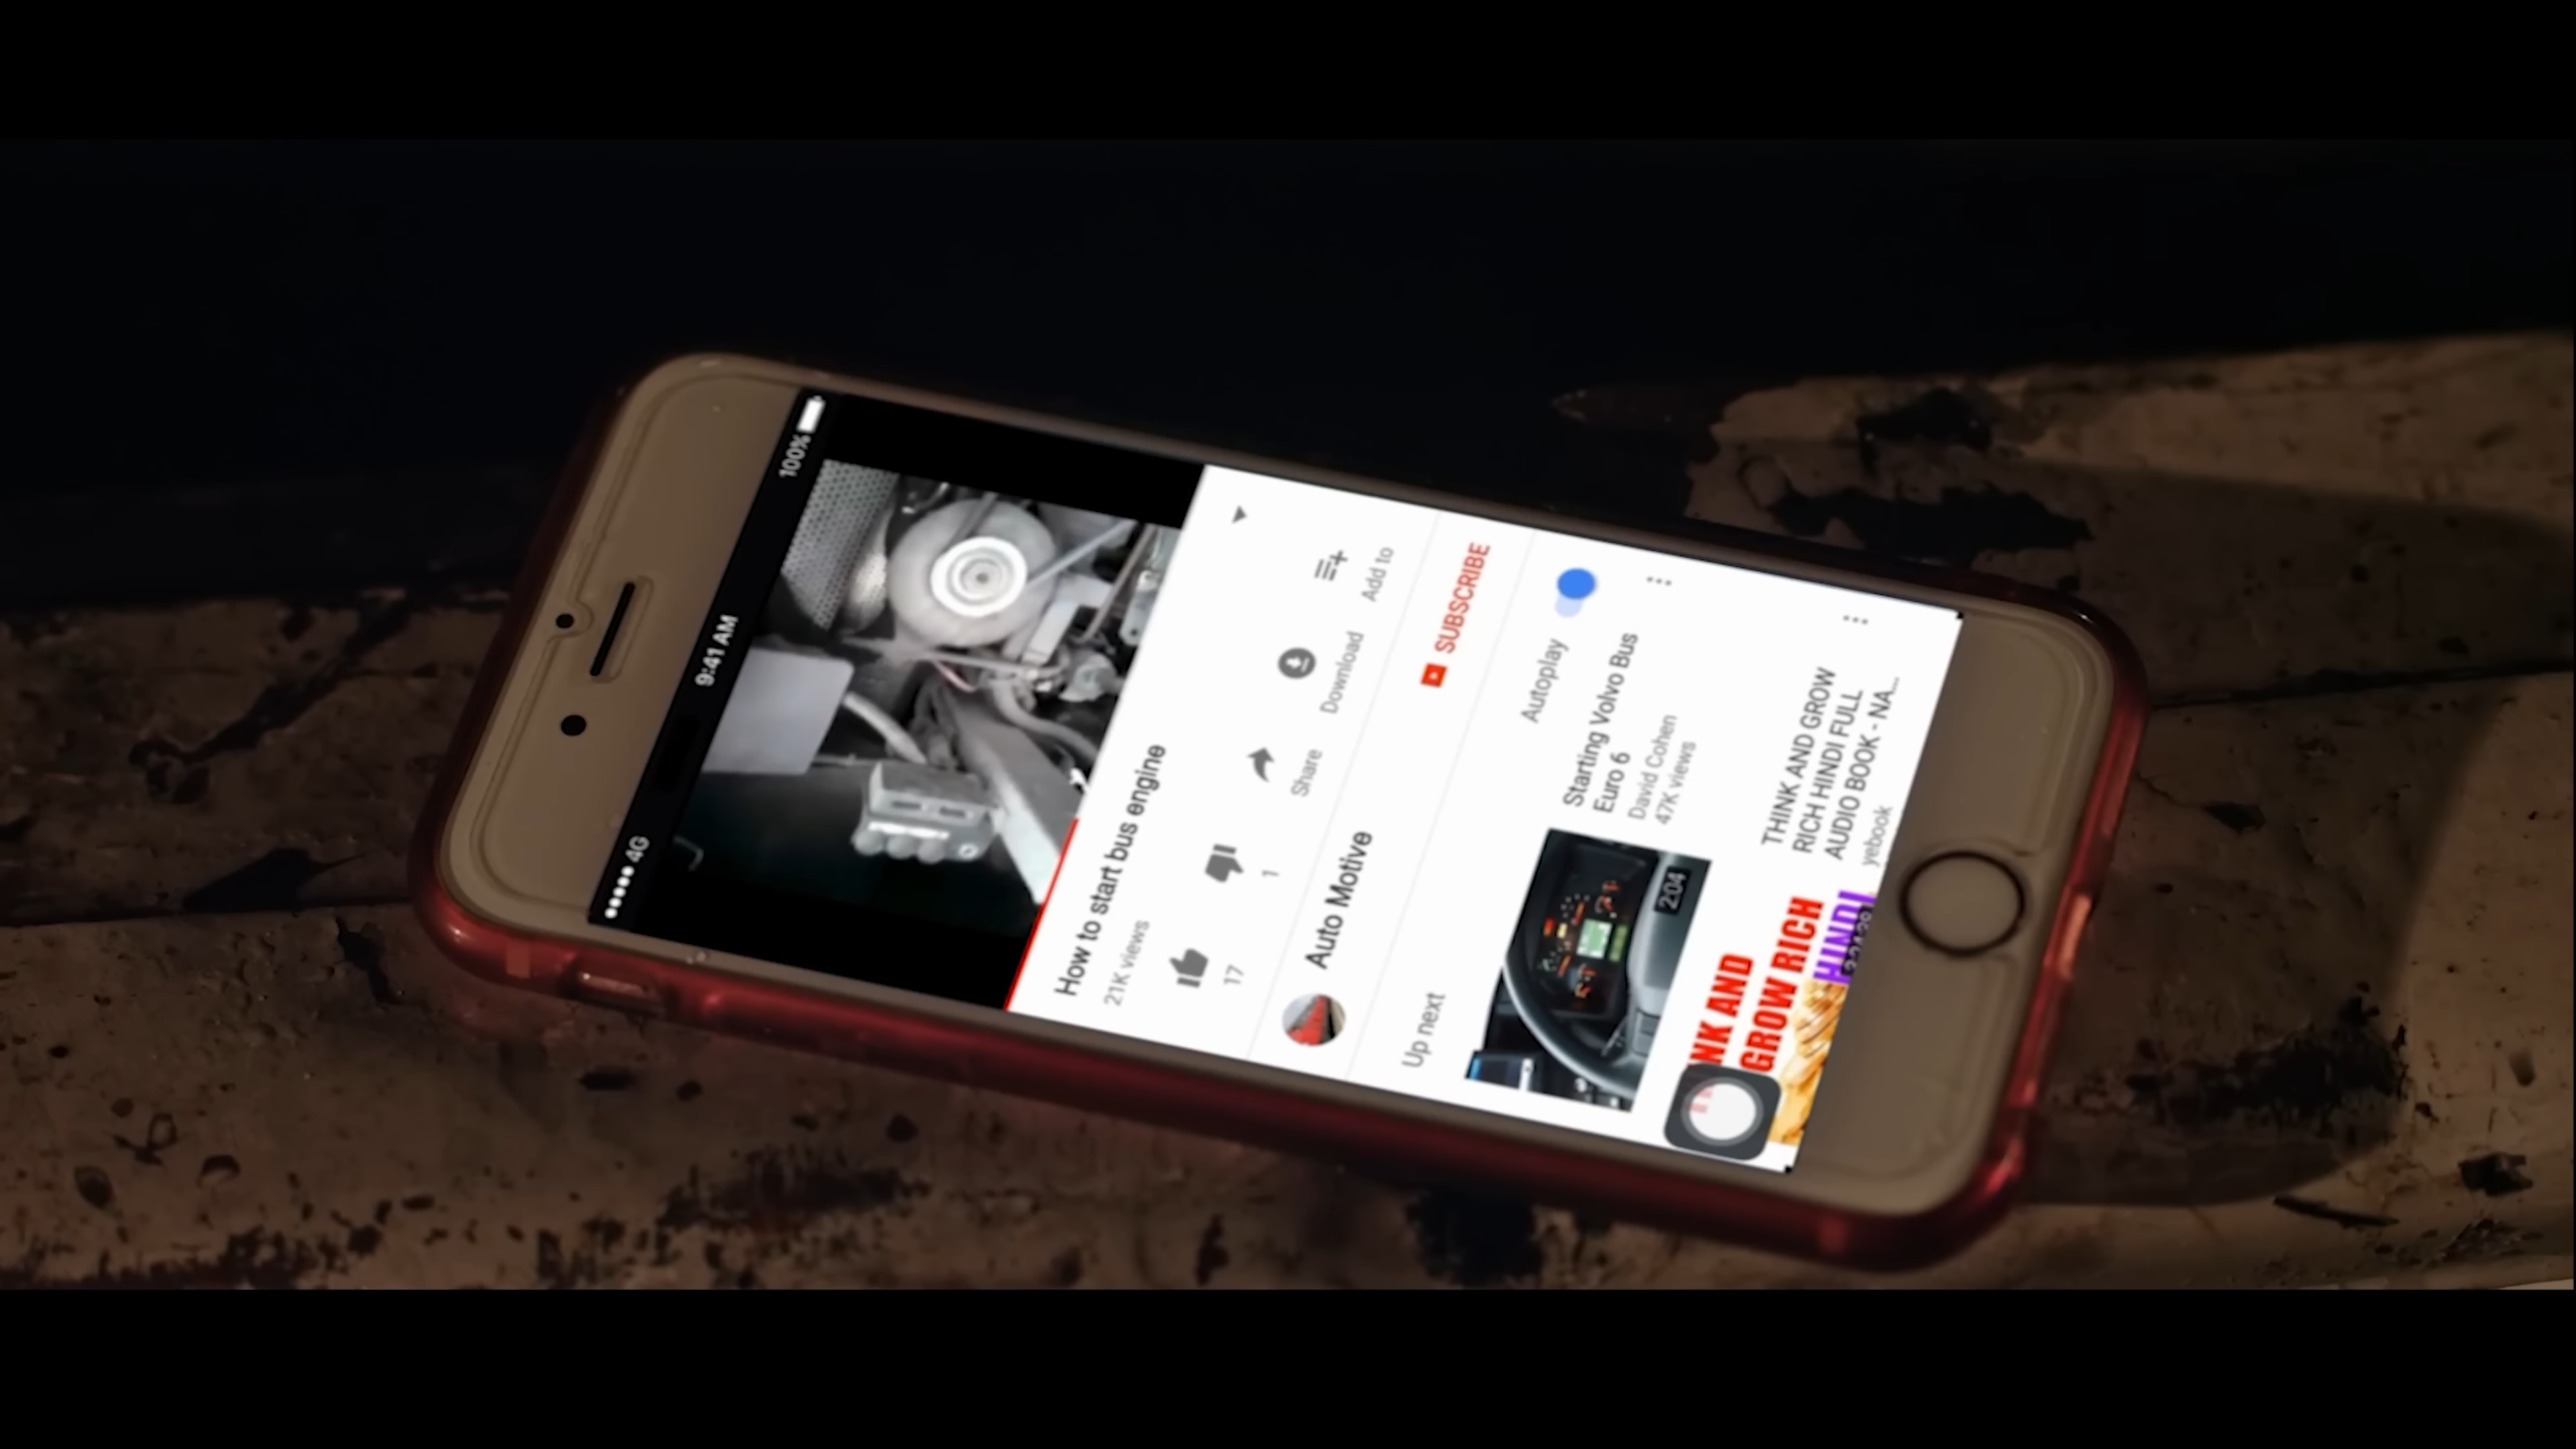 4G 9:41 AM 100%
How to start bus engine
21K views
17
1
Share
Download
Add to
Auto Motive
SUBSCRIBE
Up next
Autoplay
Starting Volvo Bus
Euro 6
David Cohen
47K views
2:04
THINK AND GROW
RICH HINDI FULL
AUDIO BOOK - NA...
yebook
NK AND
GROW RICH
HINDI